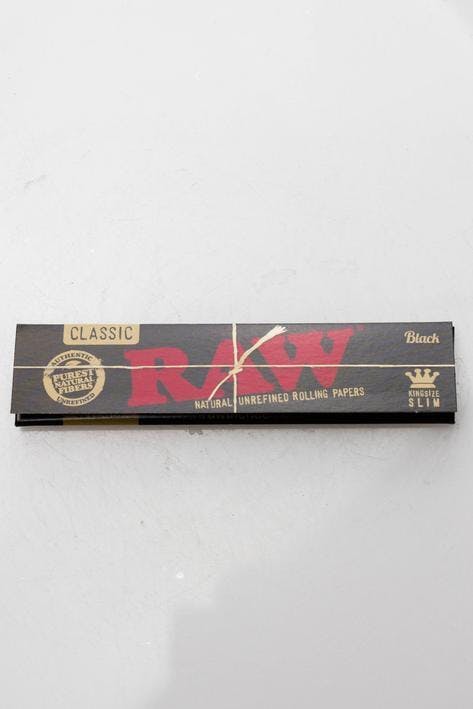 CLASSIC
AUTHENTIC
PUREST
NATURAL
FIBERS
UNREFINED
RAW
NATURAL UNREFINED ROLLING PAPERS
Black
KINGSIZE
SLIM